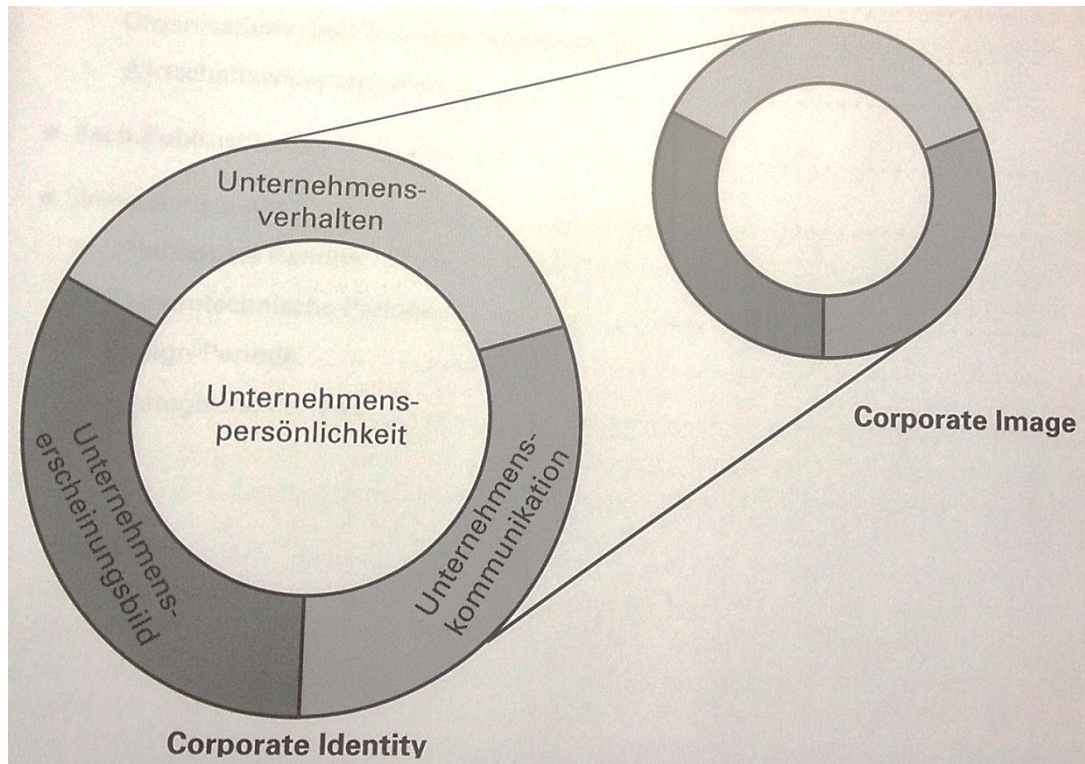 Unternehmens-
verhalten
Unternehmens-
persönlichkeit
Unternehmens-
erscheinungsbild
Unternehmens-
kommunikation
Corporate Identity
Corporate Image